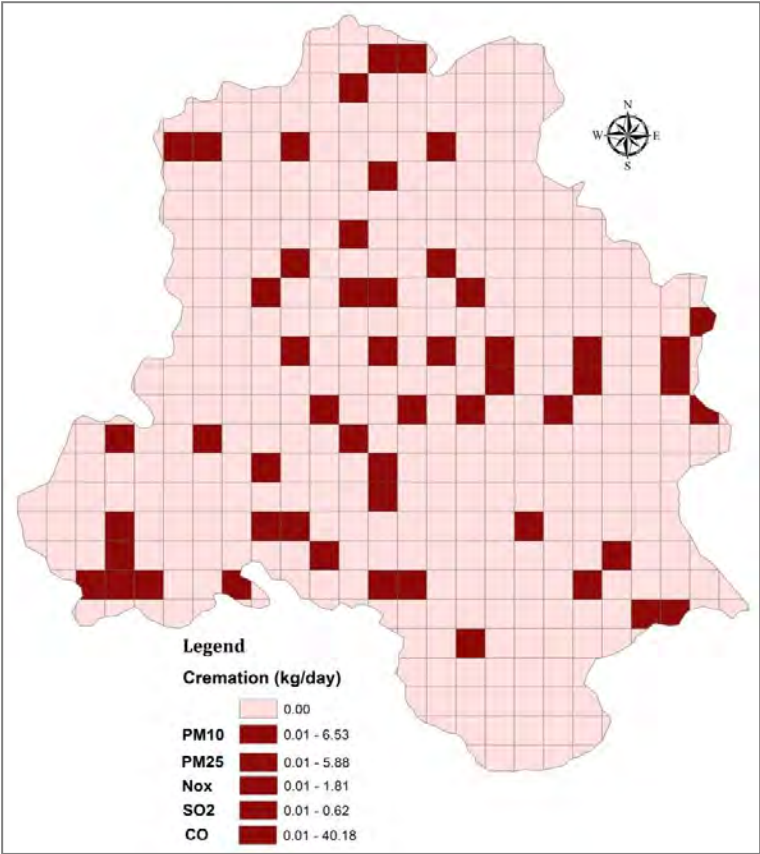 N
W E
S
Legend
Cremation (kg/day)
0.00
PM10 0.01 - 6.53
PM25 0.01 - 5.88
Nox 0.01 - 1.81
SO2 0.01 - 0.62
CO 0.01 - 40.18